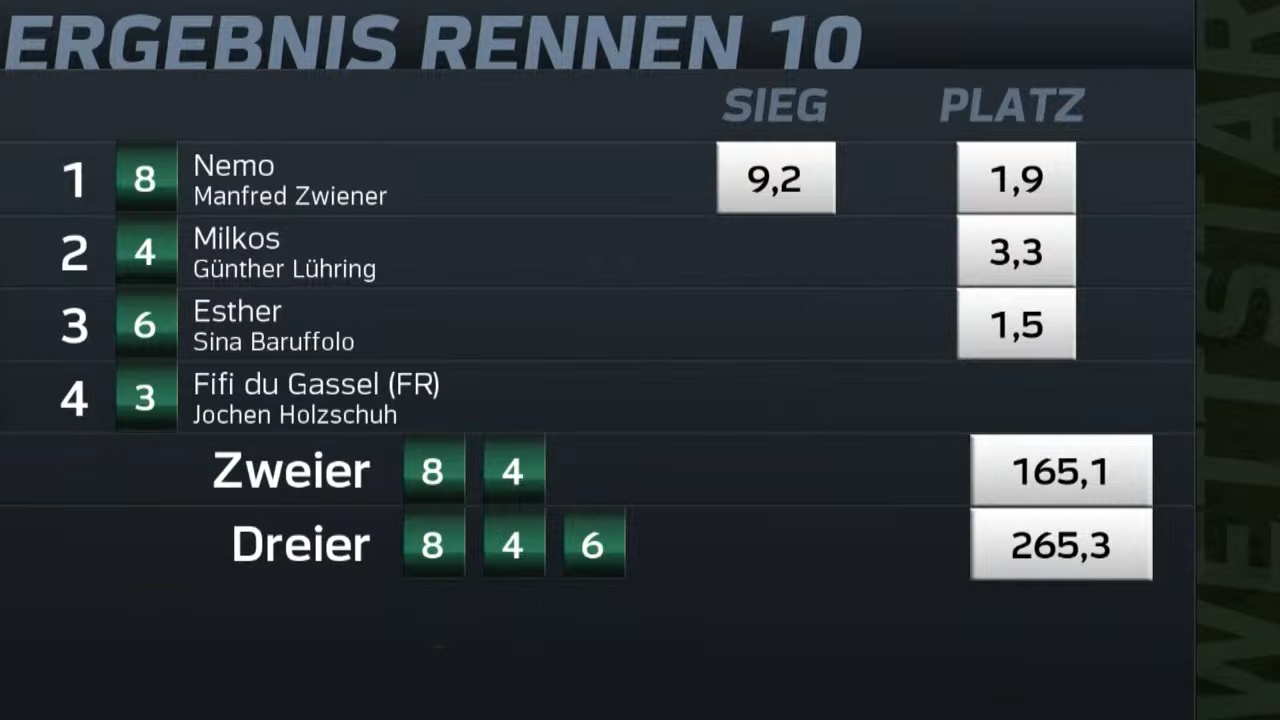 ERGEBNIS RENNEN 10
SIEG PLATZ
1 8 Nemo 9,2 1,9
Manfred Zwiener
2 4 Milkos 3,3
Günther Lühring
3 6 Esther 1,5
Sina Baruffolo
4 3 Fifi du Gassel (FR)
Jochen Holzschuh
Zweier 8 4 165,1
Dreier 8 4 6 265,3